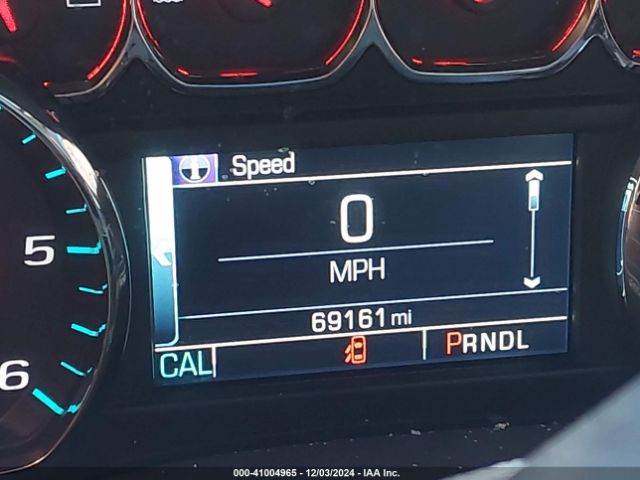 Speed
0
MPH
5
69161 mi
6
CAL
PRNDL
000-41004965 - 12/03/2024 - IAA Inc.